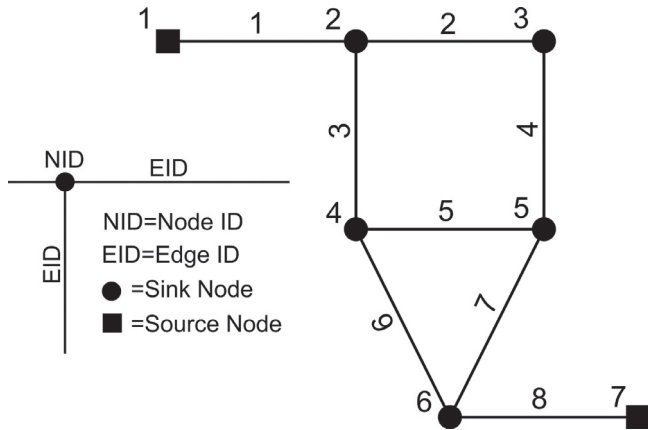 1 1 2 2 3
3 4
NID EID
4 5 5
NID=Node ID
EID
EID=Edge ID
=Sink Node
6 7
=Source Node
6 8 7